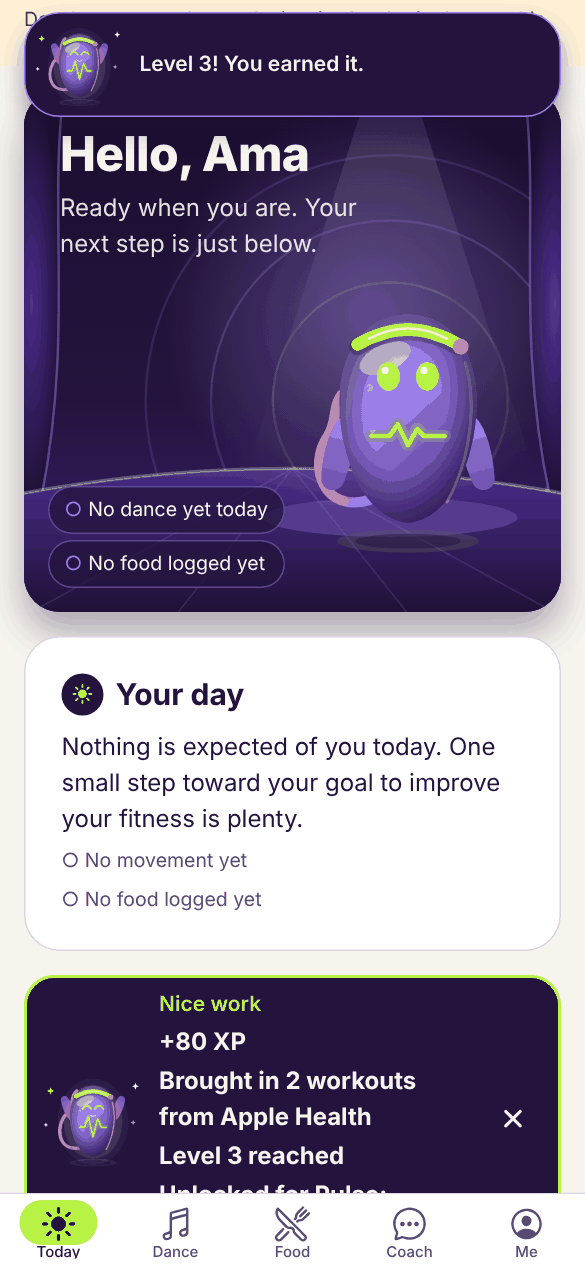 Level 3! You earned it.
Hello, Ama
Ready when you are. Your
next step is just below.
No dance yet today
No food logged yet
Your day
Nothing is expected of you today. One
small step toward your goal to improve
your fitness is plenty.
No movement yet
No food logged yet
Nice work
+80 XP
Brought in 2 workouts
from Apple Health
Level 3 reached
Unlocked for Pulse:
Today
Dance
Food
Coach
Me